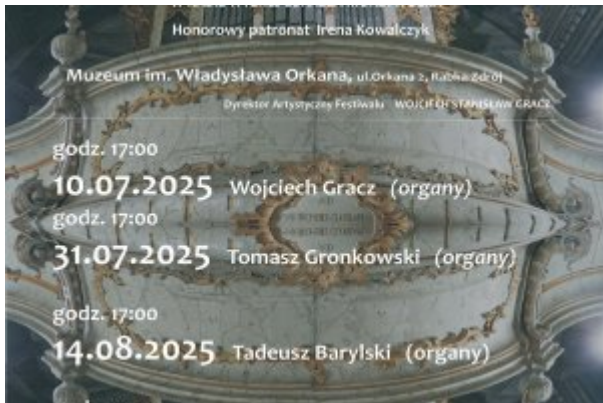 Honorowy patronat Irena Kowalczyk
Muzeum im. Władysława Orkana, ul.Orkana 2, Rabka Zdrój
Dyrektor Artystyczny Festiwalu WOJCIECH STANISŁAW GRACZ
godz. 17:00
10.07.2025 Wojciech Gracz (organy)
godz. 17:00
31.07.2025 Tomasz Gronkowski (organy)
godz. 17:00
14.08.2025 Tadeusz Barylski (organy)